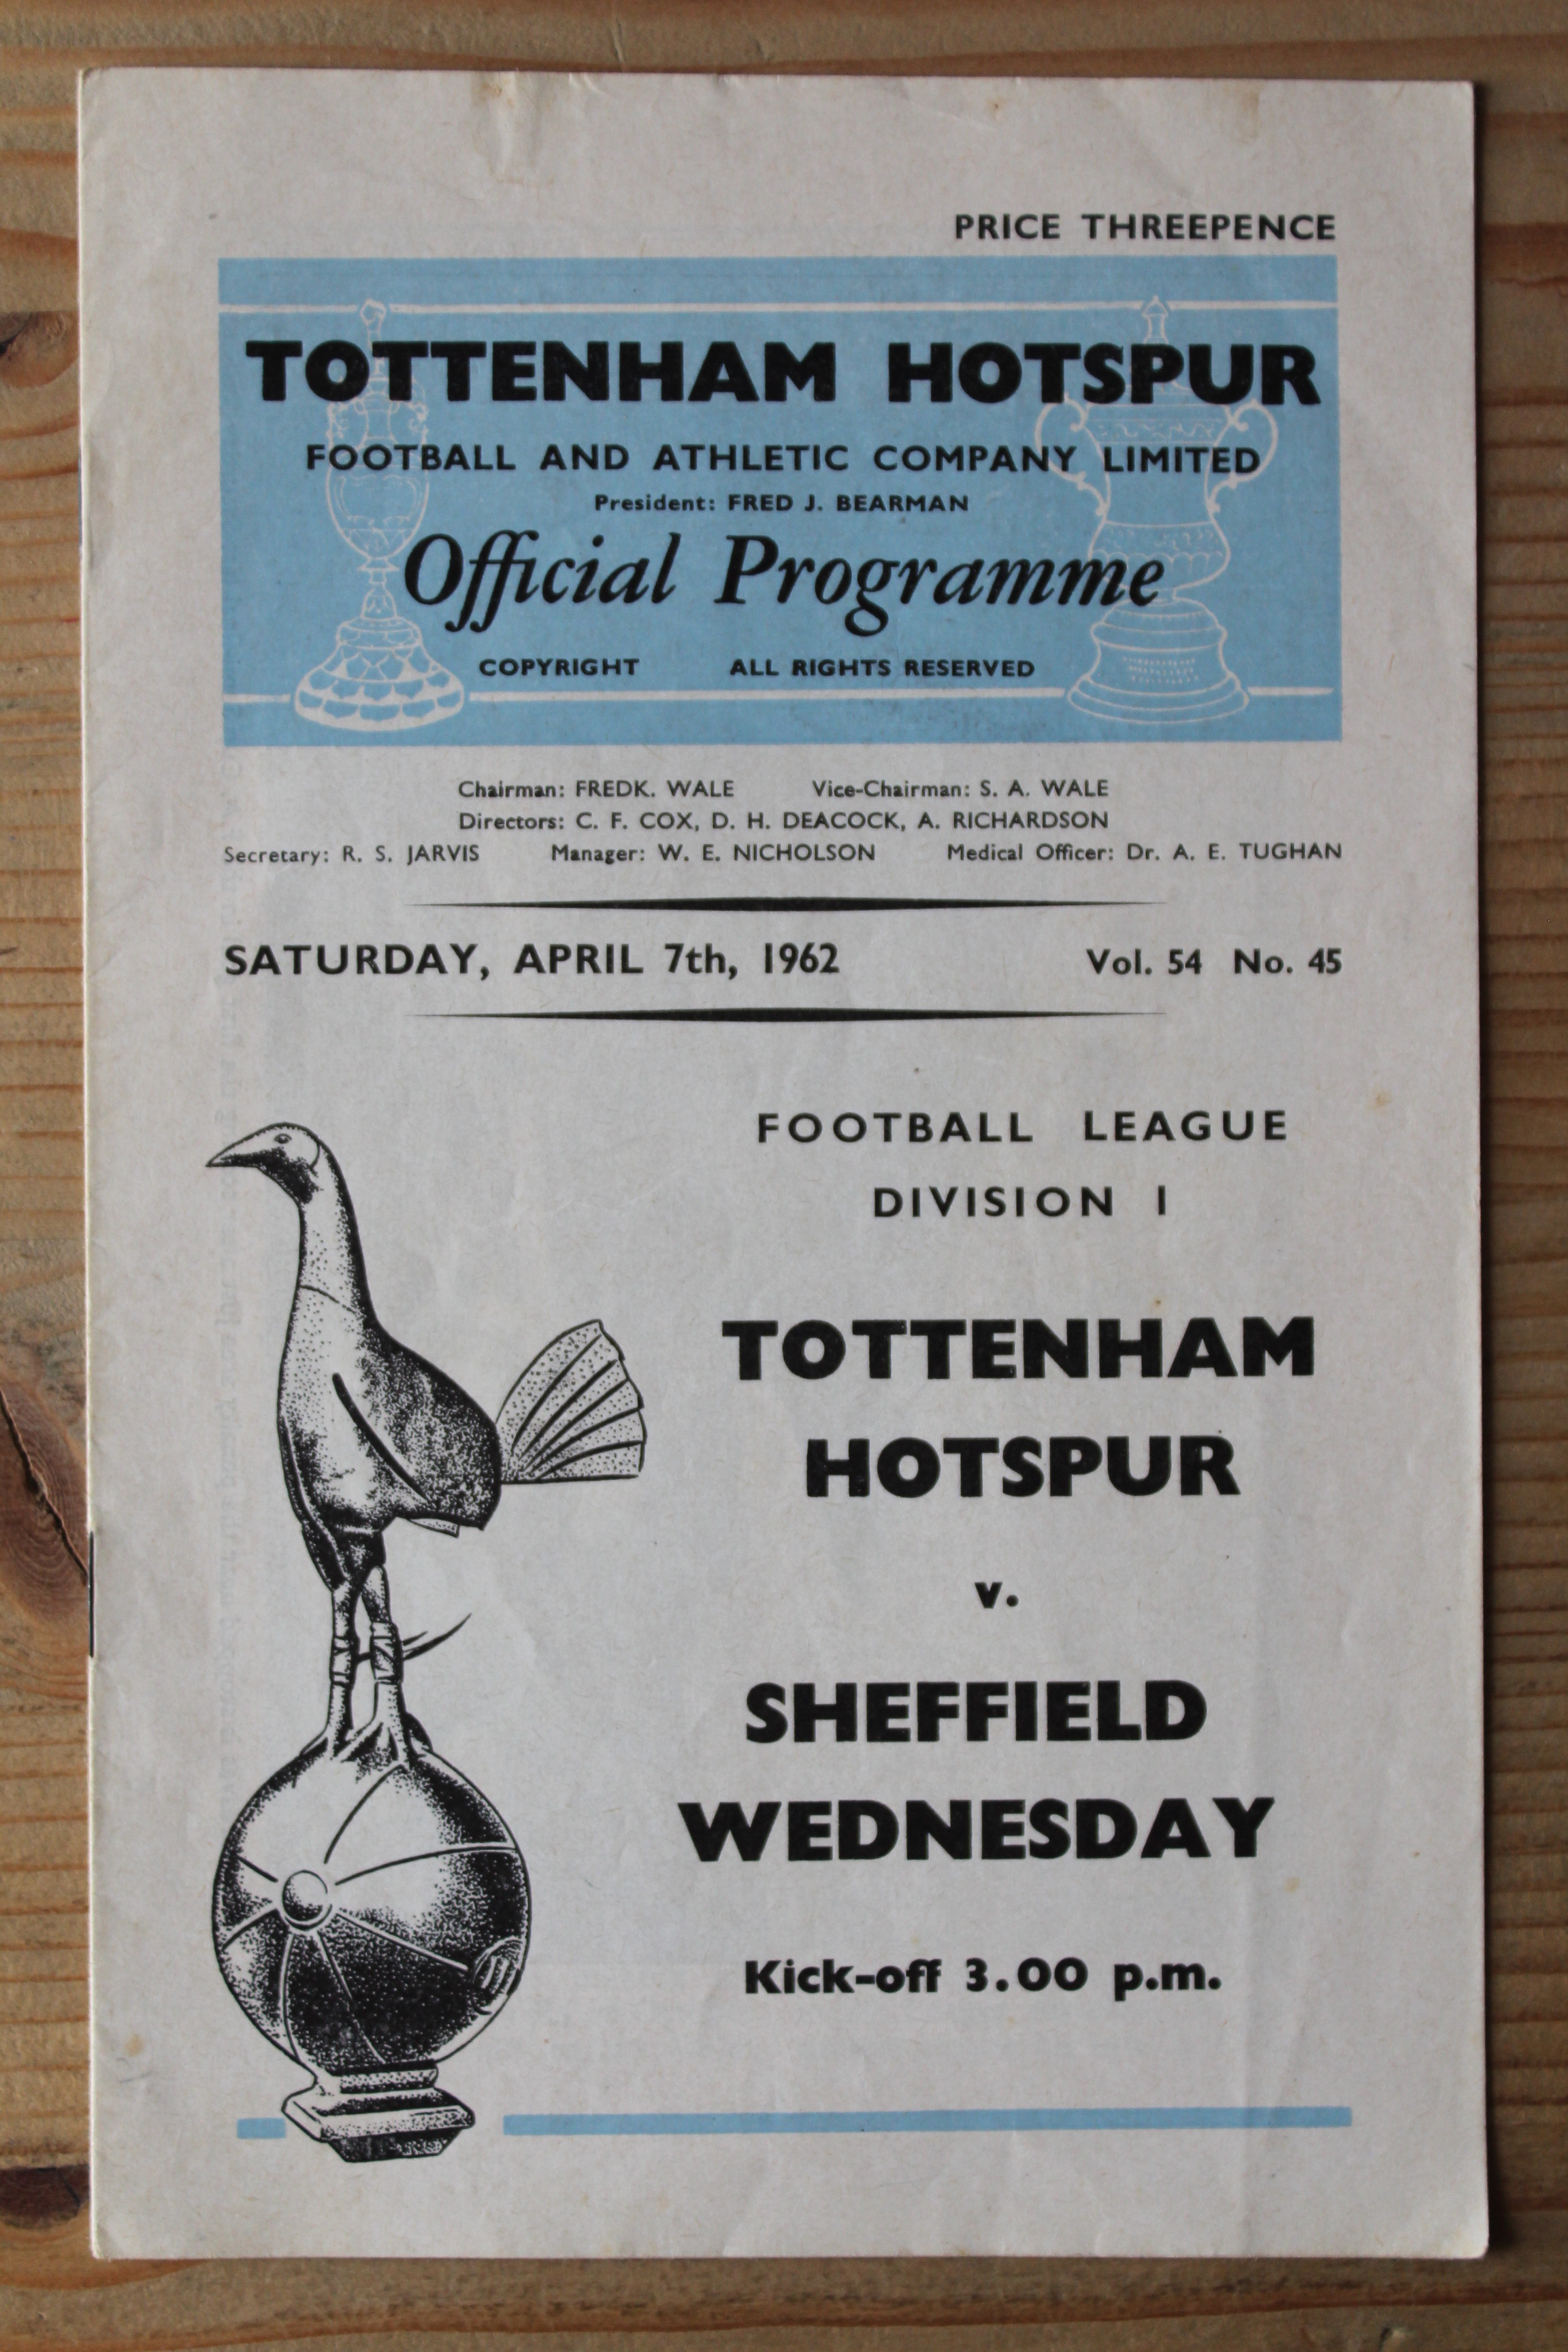 PRICE THREEPENCE
TOTTENHAM HOTSPUR
FOOTBALL AND ATHLETIC COMPANY LIMITED
President: FRED J. BEARMAN
Official Programme
COPYRIGHT ALL RIGHTS RESERVED
Chairman: FREDK. WALE Vice-Chairman: S. A. WALE
Directors: C. F. COX, D. H. DEACOCK, A. RICHARDSON
Secretary: R. S. JARVIS Manager: W. E. NICHOLSON Medical Officer: Dr. A. E. TUGHAN
SATURDAY, APRIL 7th, 1962 Vol. 54 No. 45
FOOTBALL LEAGUE
DIVISION I
TOTTENHAM
HOTSPUR
v.
SHEFFIELD
WEDNESDAY
Kick-off 3.00 p.m.